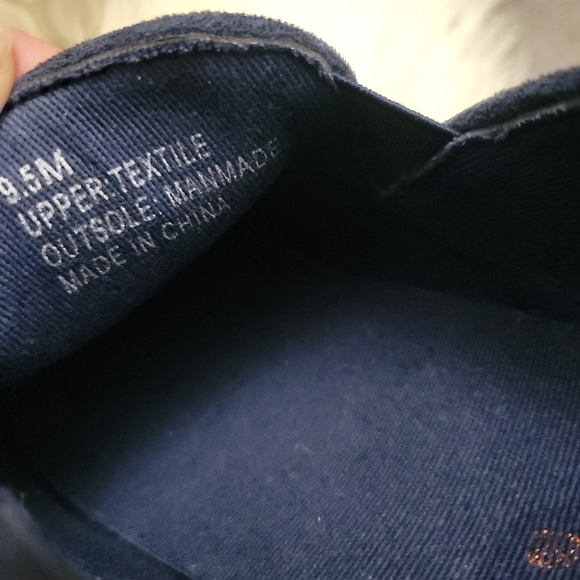 9.5M
UPPER TEXTILE
OUTSOLE: MANMADE
MADE IN CHINA